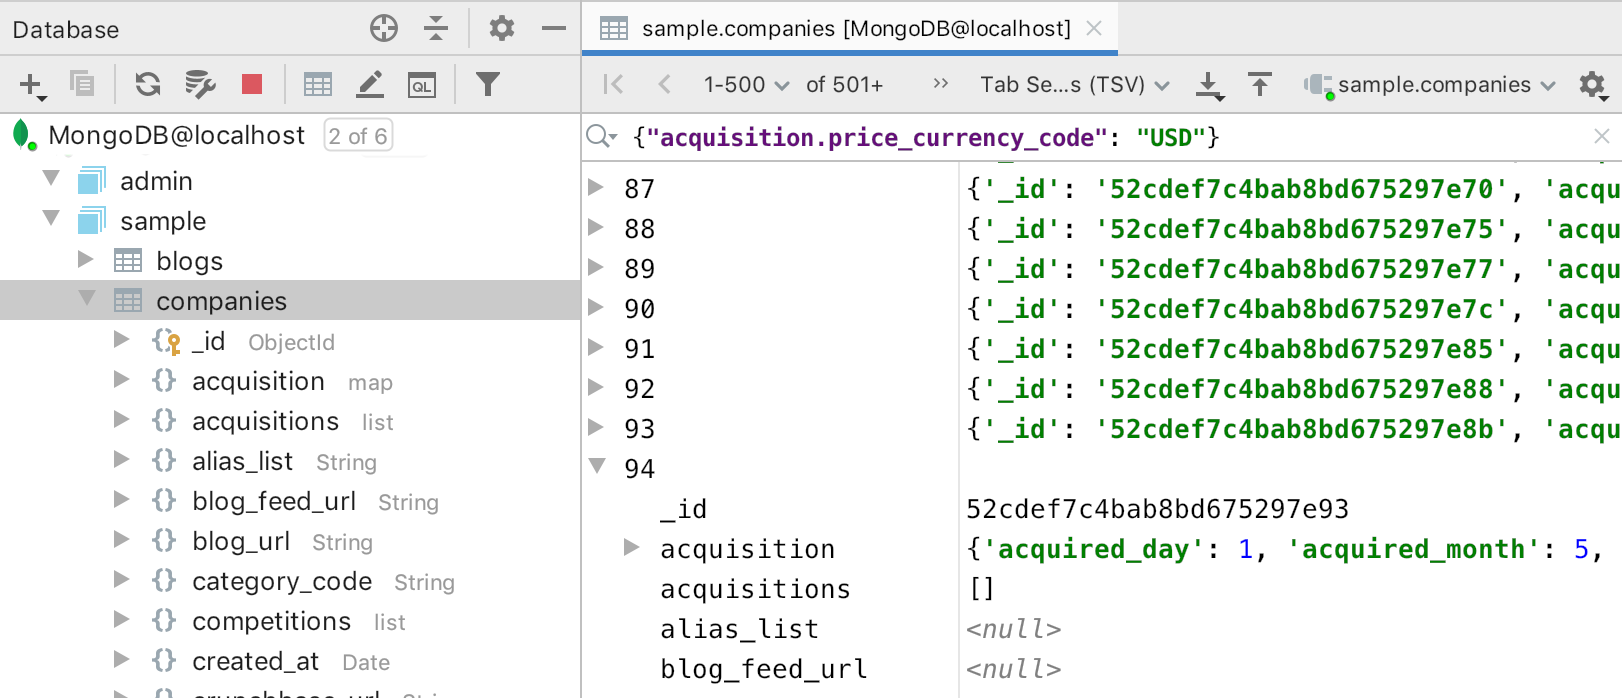 Database
sample.companies [MongoDB@localhost]
1-500 of 501+ Tab Se...s (TSV) sample.companies
QL
MongoDB@localhost 2 of 6
{"acquisition.price_currency_code": "USD"}
admin
sample
blogs
companies
_id ObjectId
acquisition map
acquisitions list
alias_list String
blog_feed_url String
blog_url String
category_code String
competitions list
created_at Date
87 {'_id': '52cdef7c4bab8bd675297e70', 'acqu
88 {'_id': '52cdef7c4bab8bd675297e75', 'acqu
89 {'_id': '52cdef7c4bab8bd675297e77', 'acqu
90 {'_id': '52cdef7c4bab8bd675297e7c', 'acqu
91 {'_id': '52cdef7c4bab8bd675297e85', 'acqu
92 {'_id': '52cdef7c4bab8bd675297e88', 'acqu
93 {'_id': '52cdef7c4bab8bd675297e8b', 'acqu
94
_id 52cdef7c4bab8bd675297e93
acquisition {'acquired_day': 1, 'acquired_month': 5,
acquisitions []
alias_list <null>
blog_feed_url <null>